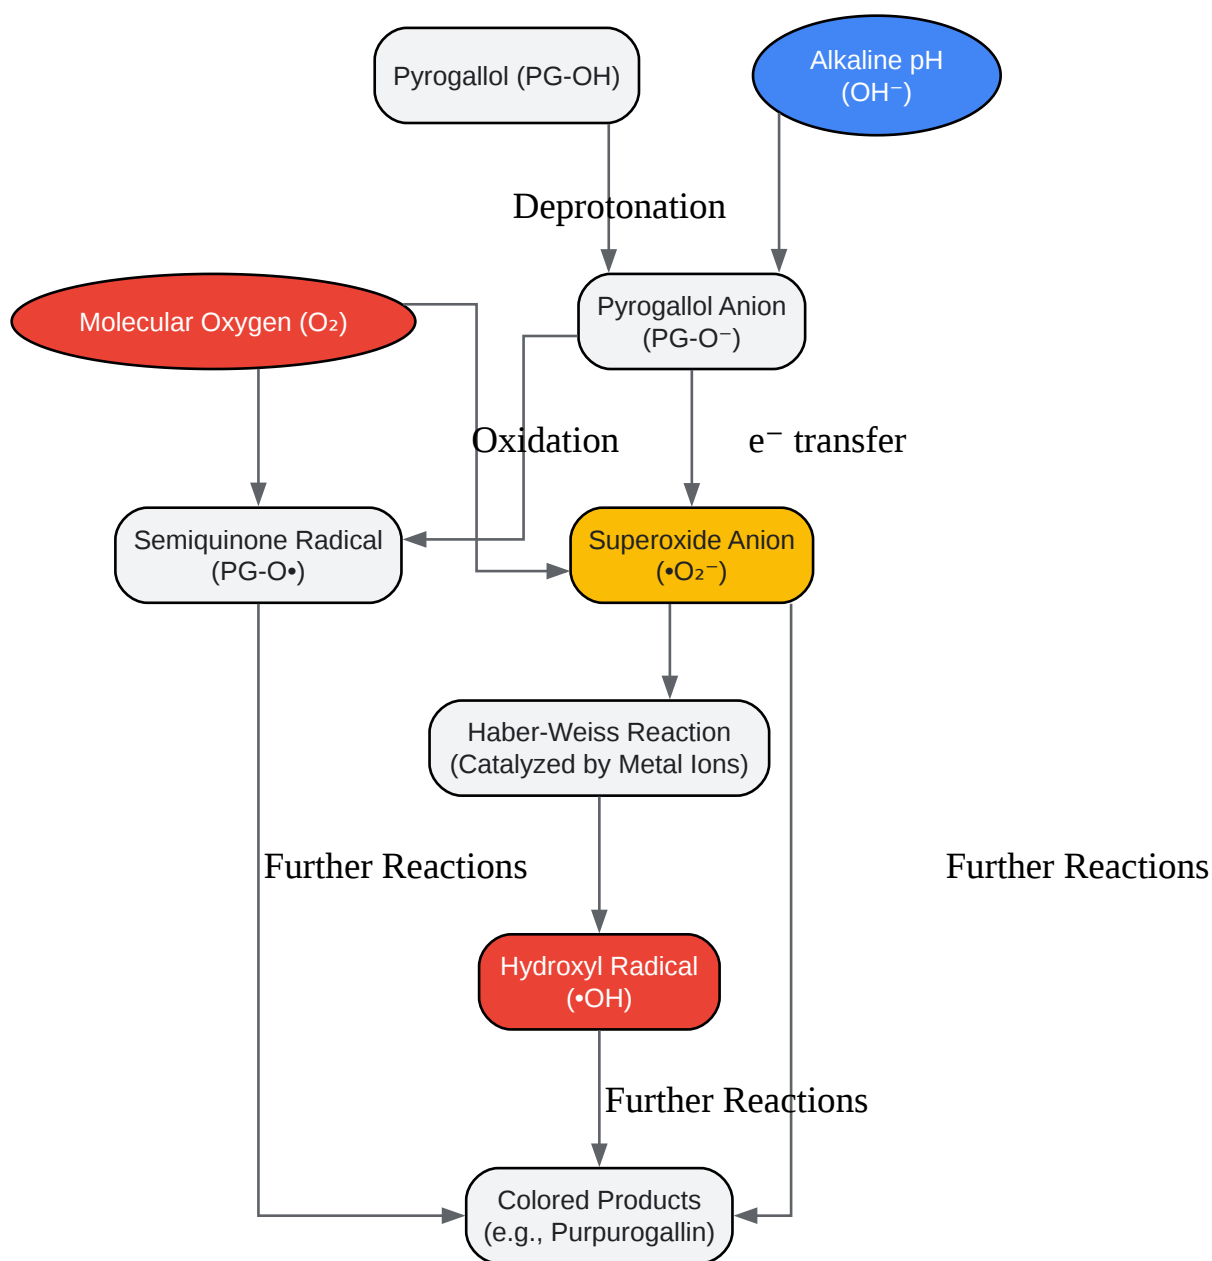 Pyrogallol (PG-OH)
Alkaline pH
(OH⁻)
Deprotonation
Molecular Oxygen (O₂)
Pyrogallol Anion
(PG-O⁻)
Oxidation
e⁻ transfer
Semiquinone Radical
(PG-O•)
Superoxide Anion
(•O₂⁻)
Haber-Weiss Reaction
(Catalyzed by Metal Ions)
Further Reactions
Further Reactions
Hydroxyl Radical
(•OH)
Further Reactions
Colored Products
(e.g., Purpurogallin)